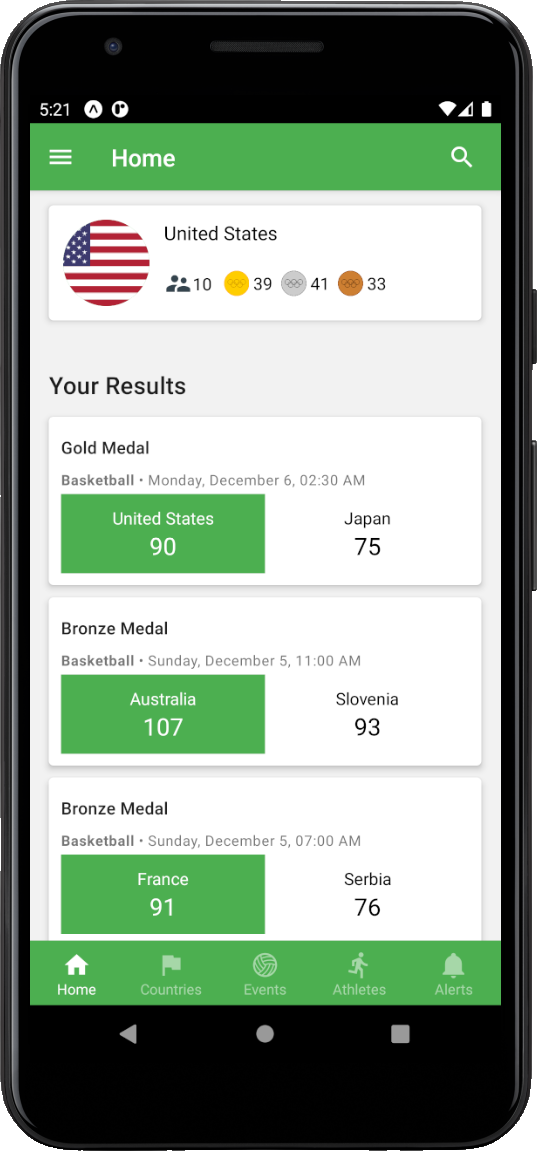 5:21
Home
United States
10 39 41 33
Your Results
Gold Medal
Basketball • Monday, December 6, 02:30 AM
United States Japan
90 75
Bronze Medal
Basketball • Sunday, December 5, 11:00 AM
Australia Slovenia
107 93
Bronze Medal
Basketball • Sunday, December 5, 07:00 AM
France Serbia
91 76
Home Countries Events Athletes Alerts